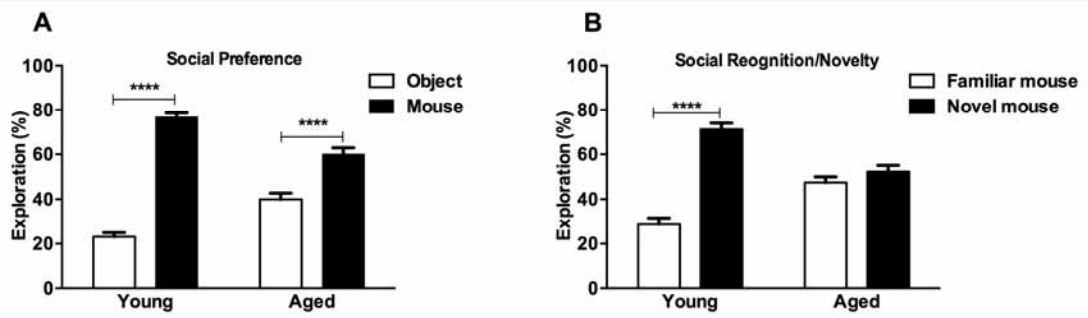 A
Social Preference
Object
Mouse
Exploration (%)
100
80
60
40
20
0
****
****
Young
Aged
B
Social Reognition/Novelty
Familiar mouse
Novel mouse
Exploration (%)
100
80
60
40
20
0
****
Young
Aged